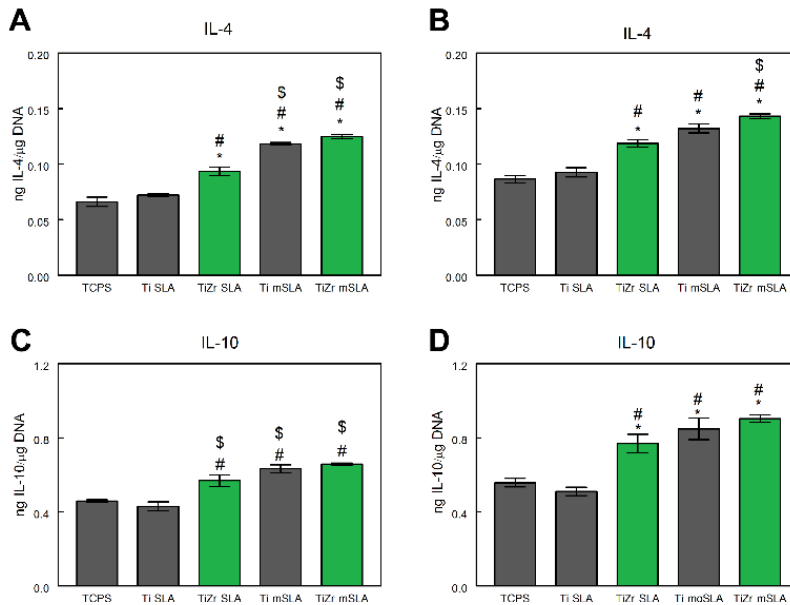 A
IL-4
ng IL-4/µg DNA
0.20
0.15
0.10
0.05
0.00
# *
$ # *
$ # *
TCPS Ti SLA TiZr SLA Ti mSLA TiZr mSLA
B
IL-4
ng IL-4/µg DNA
0.20
0.15
0.10
0.05
0.00
# *
# *
$ # *
TCPS Ti SLA TiZr SLA Ti mSLA TiZr mSLA
C
IL-10
ng IL-10/µg DNA
1.2
0.8
0.4
0.0
$ #
$ #
$ #
TCPS Ti SLA TiZr SLA Ti mSLA TiZr mSLA
D
IL-10
ng IL-10/µg DNA
1.2
0.8
0.4
0.0
# *
# *
# *
TCPS Ti SLA TiZr SLA Ti moSLA TiZr mSLA